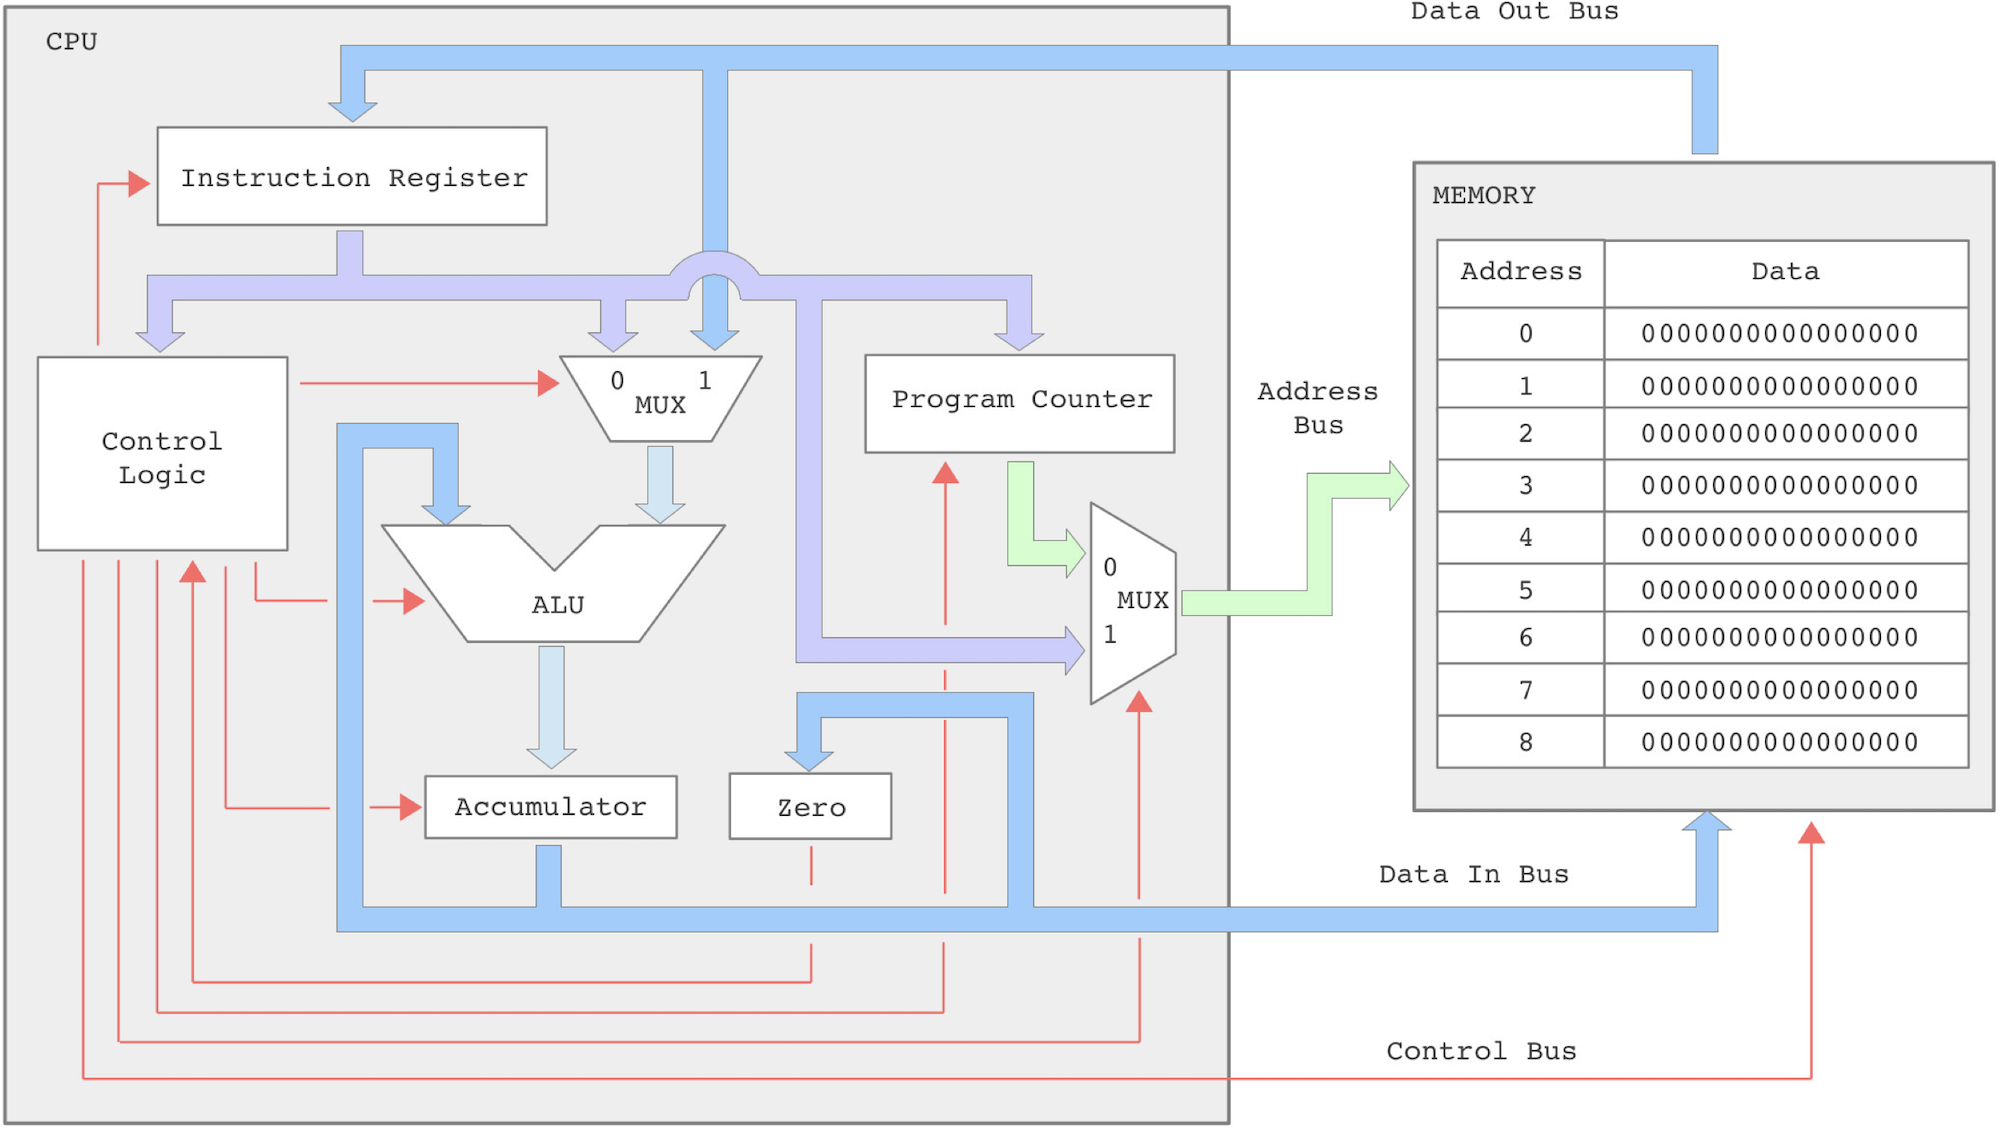 Data Out Bus
CPU
Instruction Register
MEMORY
Address Data
0 0000000000000000
1 0000000000000000
2 0000000000000000
3 0000000000000000
4 0000000000000000
5 0000000000000000
6 0000000000000000
7 0000000000000000
8 0000000000000000
0 1
MUX
Program Counter
Address
Bus
Control
Logic
0
MUX
1
ALU
Accumulator
Zero
Data In Bus
Control Bus